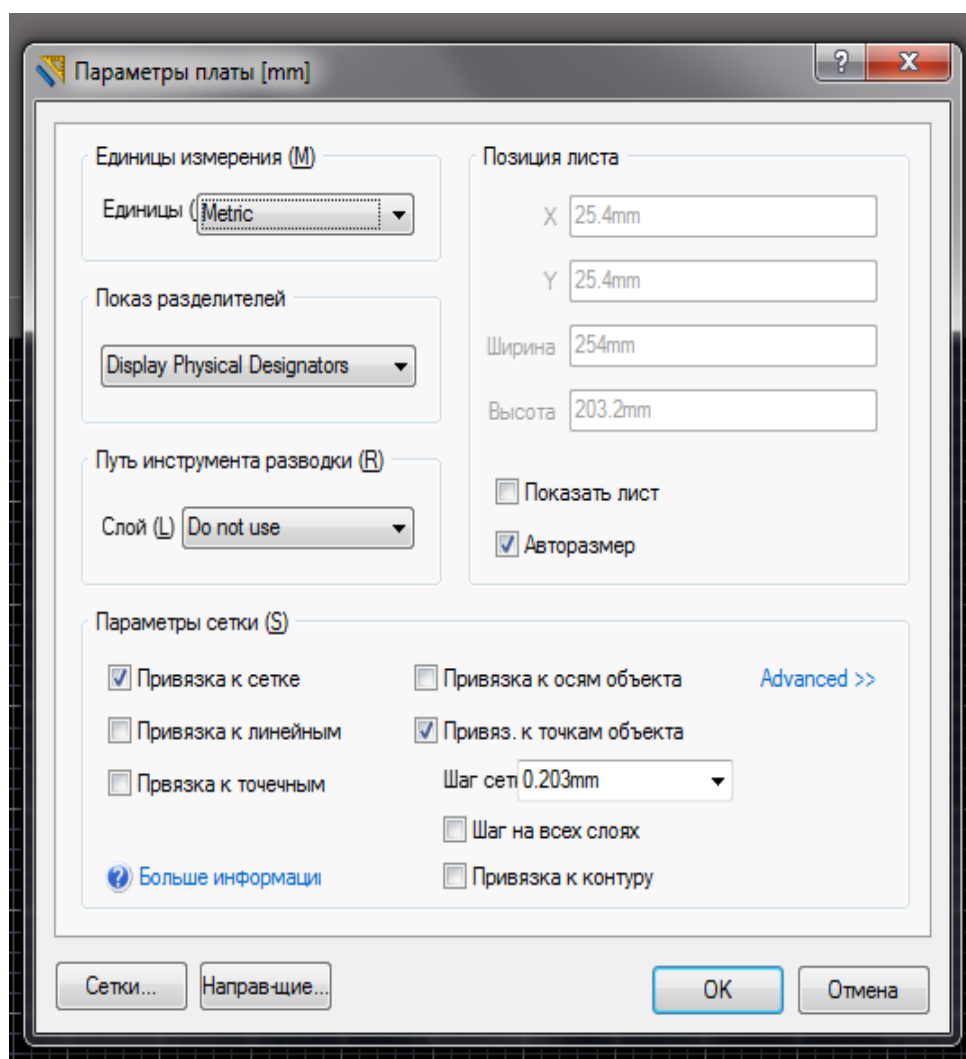 Параметры платы [mm]
Единицы измерения (M)
Единицы (
Metric
Показ разделителей
Display Physical Designators
Путь инструмента разводки (R)
Слой (L) Do not use
Позиция листа
X 25.4mm
Y 25.4mm
Ширина 254mm
Высота 203.2mm
Показать лист
Авторазмер
Параметры сетки (S)
Привязка к сетке
Привязка к линейным
Првязка к точечным
Больше информаци
Привязка к осям объекта
Привяз. к точкам объекта
Шаг сет 0.203mm
Шаг на всех слоях
Привязка к контуру
Advanced >>
Сетки...
Направ-щие...
OK
Отмена